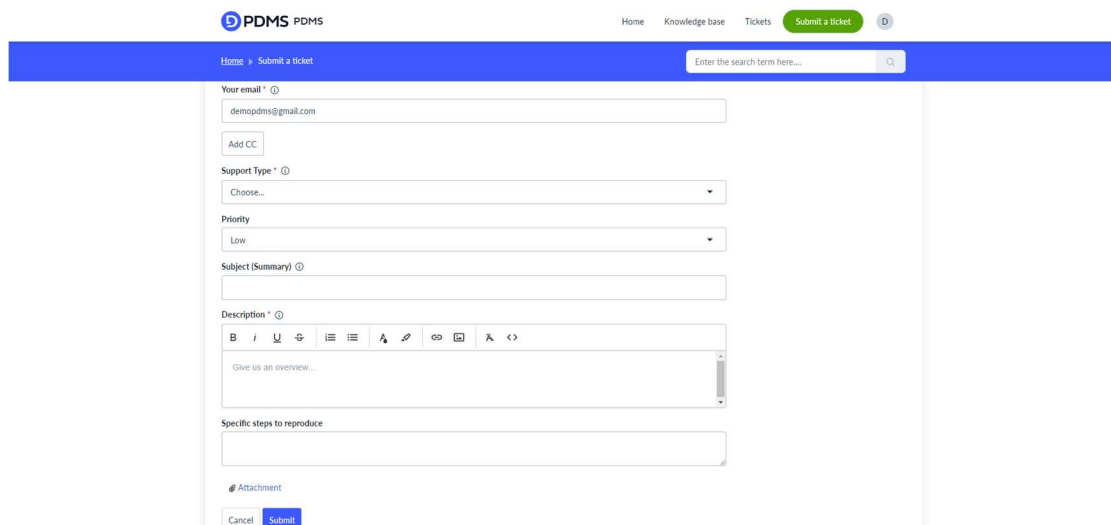 PDMS PDMS
Home Knowledge base Tickets Submit a ticket D
Home Submit a ticket
Enter the search term here....
Your email *
demopdms@gmail.com
Add CC
Support Type *
Choose...
Priority
Low
Subject (Summary)
Description *
B i U S
Give us an overview...
Specific steps to reproduce
Attachment
Cancel Submit